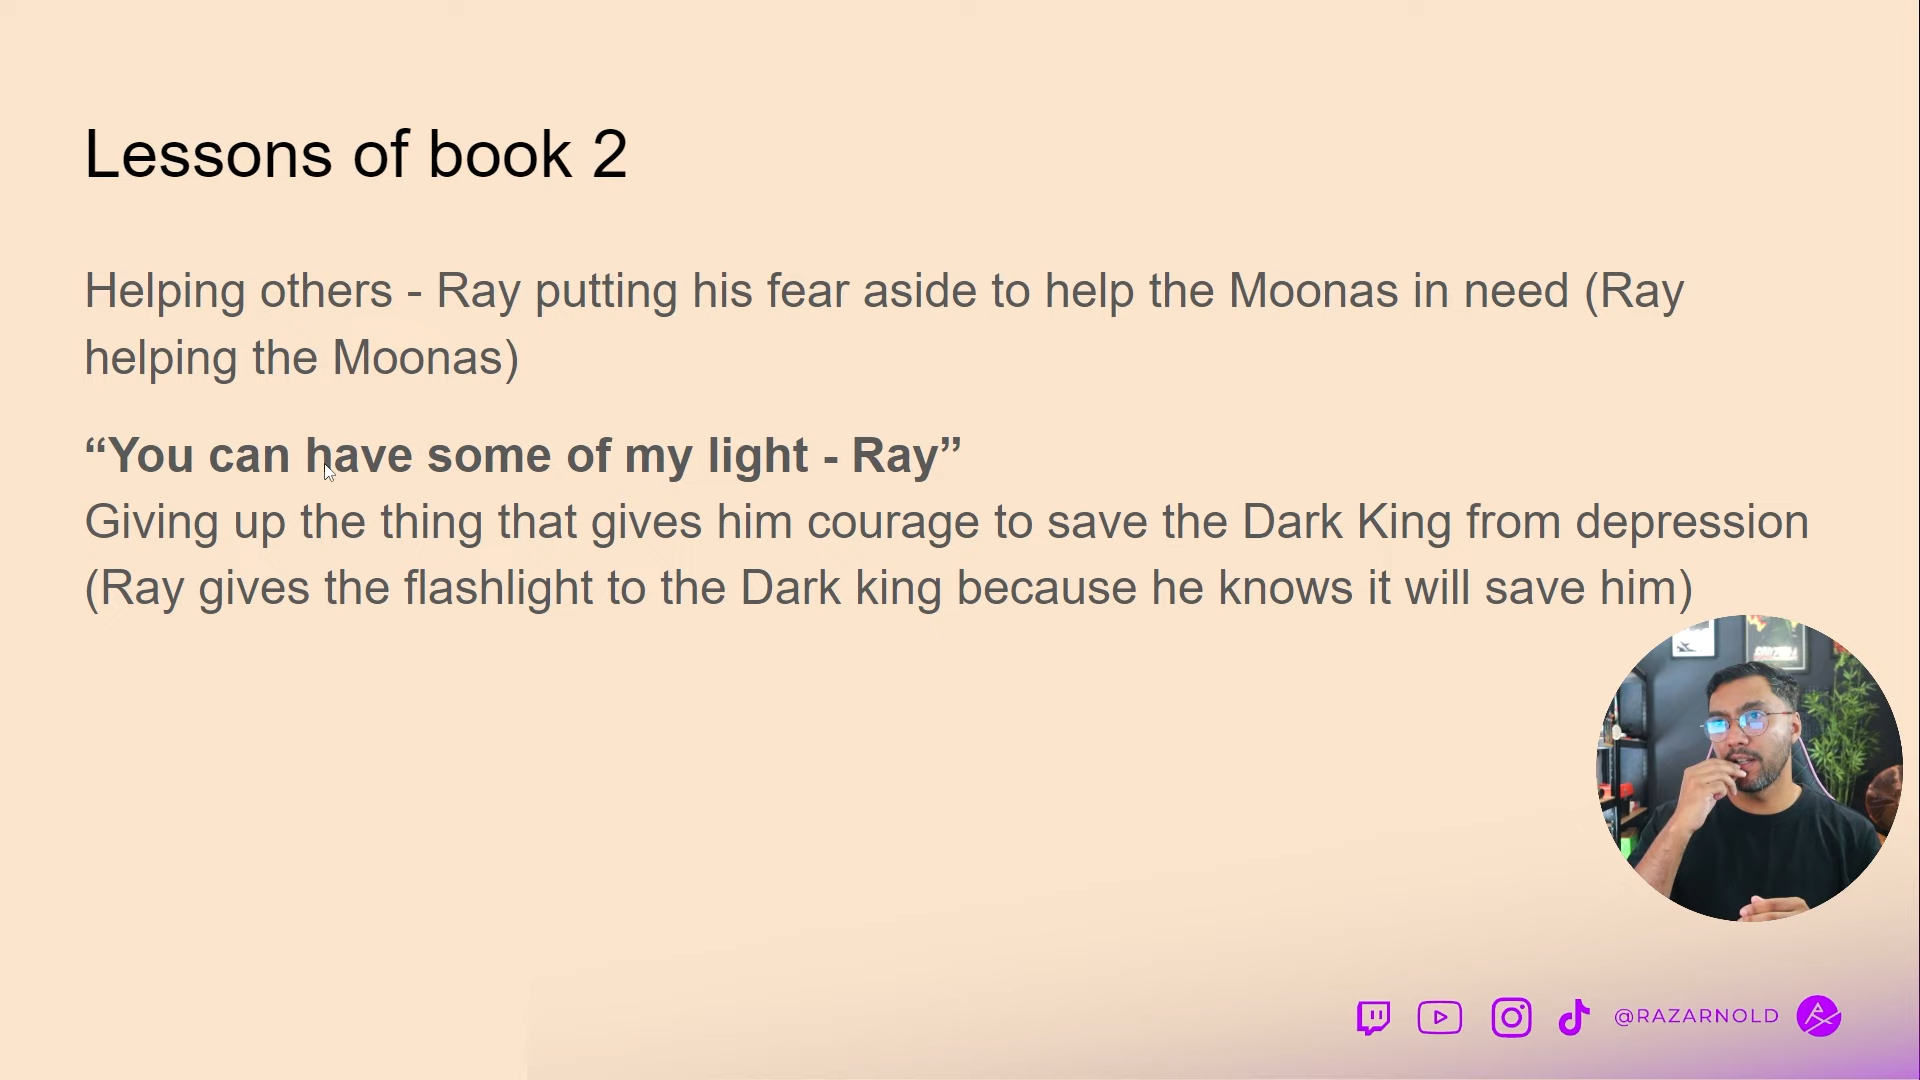 Lessons of book 2
Helping others - Ray putting his fear aside to help the Moonas in need (Ray
helping the Moonas)
“You can have some of my light - Ray”
Giving up the thing that gives him courage to save the Dark King from depression
(Ray gives the flashlight to the Dark king because he knows it will save him)
@RAZARNOLD